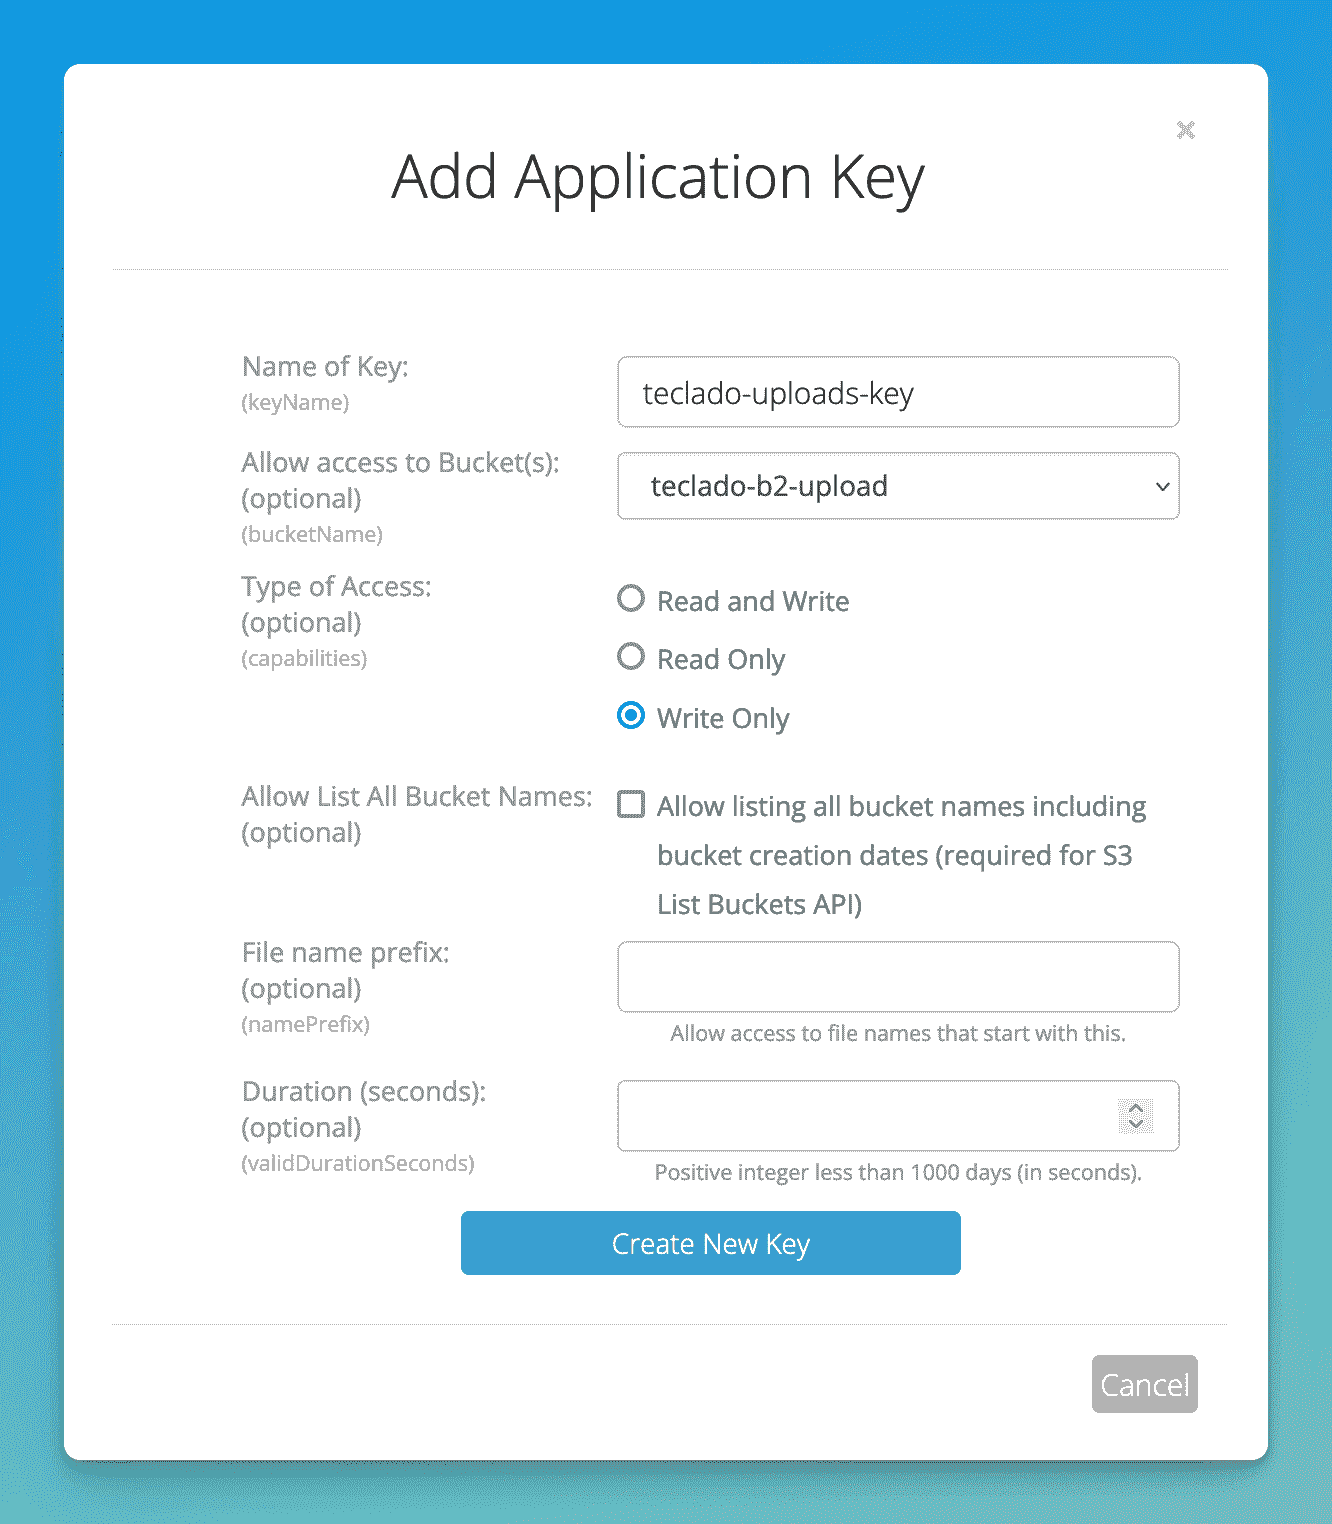 Add Application Key
Name of Key:
(keyName)
teclado-uploads-key
Allow access to Bucket(s):
(optional)
(bucketName)
teclado-b2-upload
Type of Access:
(optional)
(capabilities)
Read and Write
Read Only
Write Only
Allow List All Bucket Names:
(optional)
Allow listing all bucket names including
bucket creation dates (required for S3
List Buckets API)
File name prefix:
(optional)
(namePrefix)
Allow access to file names that start with this.
Duration (seconds):
(optional)
(validDurationSeconds)
Positive integer less than 1000 days (in seconds).
Create New Key
Cancel